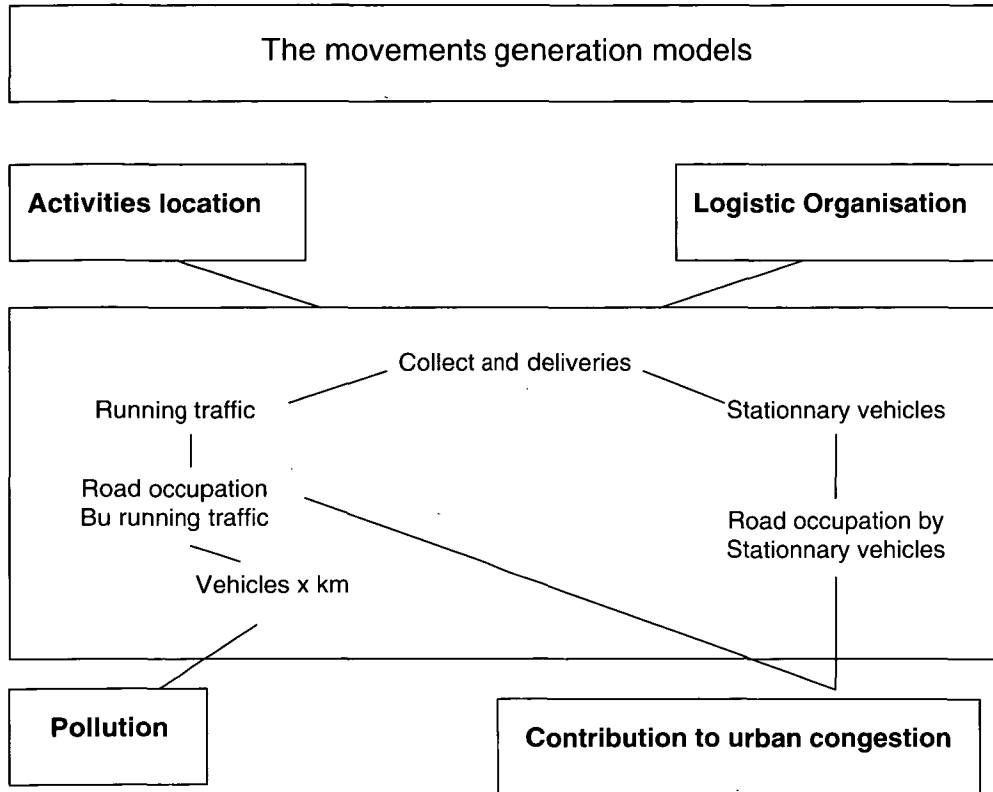 The movements generation models
Activities location
Logistic Organisation
Collect and deliveries
Running traffic
Stationnary vehicles
Road occupation
Bu running traffic
Road occupation by
Stationnary vehicles
Vehicles x km
Pollution
Contribution to urban congestion